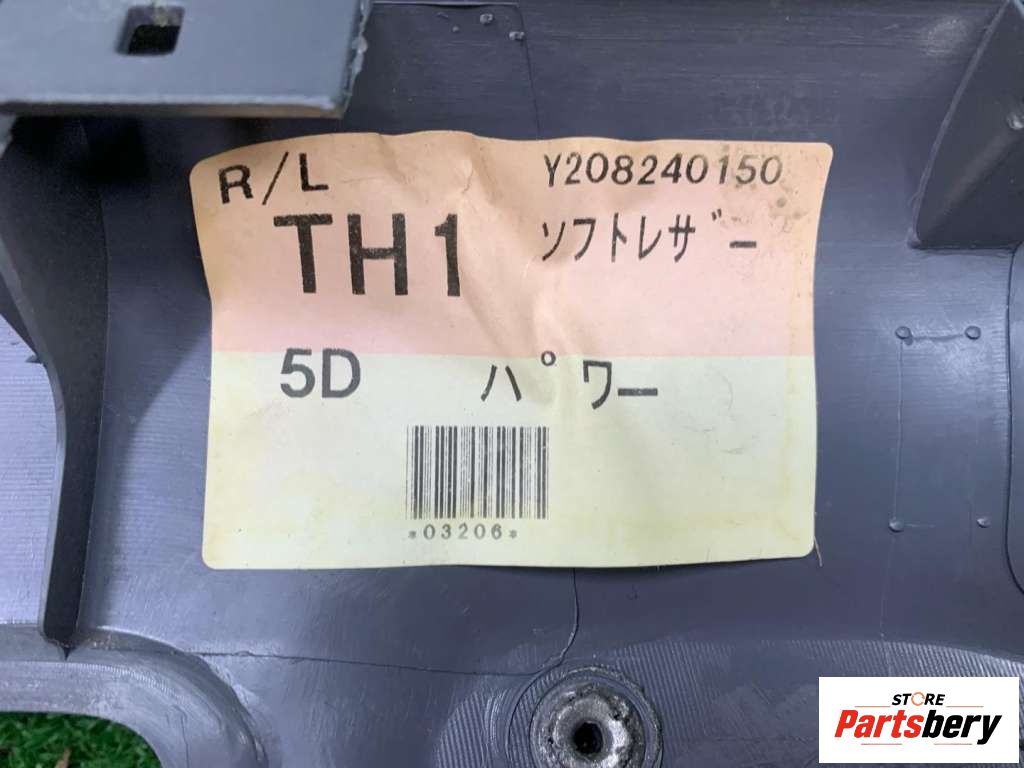 R/L Y208240150
TH1 ソフトレザー
5D パワー
*03206*
STORE
Partsbery